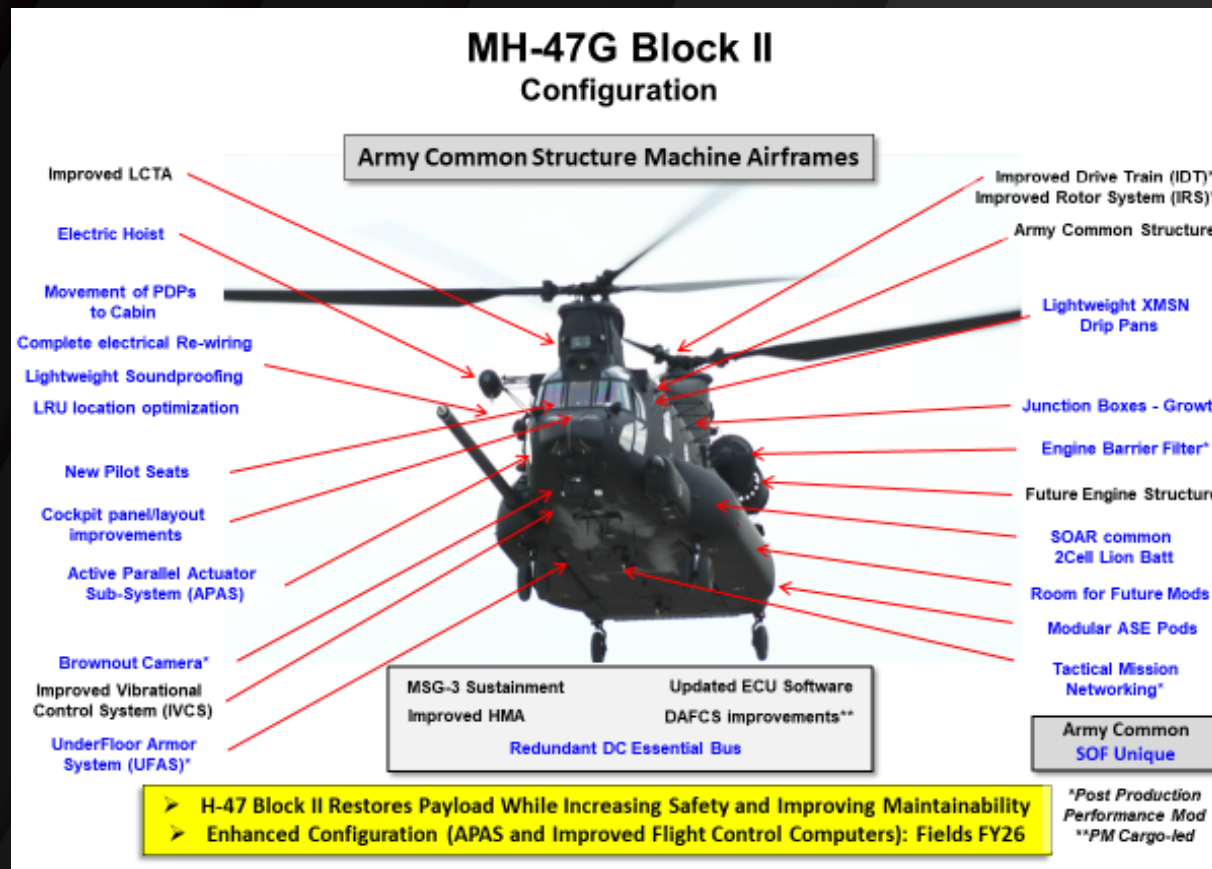 MH-47G Block II
Configuration
Army Common Structure Machine Airframes
Improved LCTA
Electric Hoist
Movement of PDPs
to Cabin
Complete electrical Re-wiring
Lightweight Soundproofing
LRU location optimization
New Pilot Seats
Cockpit panel/layout
improvements
Active Parallel Actuator
Sub-System (APAS)
Brownout Camera*
Improved Vibrational
Control System (IVCS)
UnderFloor Armor
System (UFAS)*
Improved Drive Train (IDT)*
Improved Rotor System (IRS)*
Army Common Structure
Lightweight XMSN
Drip Pans
Junction Boxes - Growt
Engine Barrier Filter*
Future Engine Structure
SOAR common
2Cell Lion Batt
Room for Future Mods
Modular ASE Pods
Tactical Mission
Networking*
MSG-3 Sustainment Updated ECU Software
Improved HMA DAFCS improvements**
Redundant DC Essential Bus
Army Common
SOF Unique
➢ H-47 Block II Restores Payload While Increasing Safety and Improving Maintainability
➢ Enhanced Configuration (APAS and Improved Flight Control Computers): Fields FY26
*Post Production
Performance Mod
**PM Cargo-led